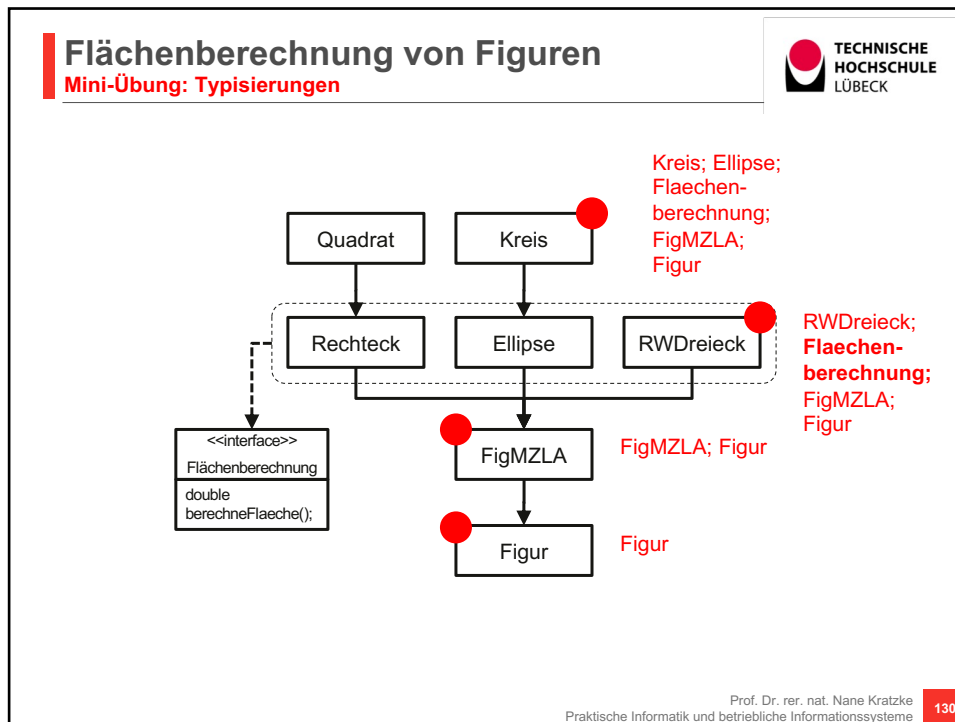 Flächenberechnung von Figuren
Mini-Übung: Typisierungen
TECHNISCHE
HOCHSCHULE
LÜBECK
Kreis; Ellipse;
Flaechen-
berechnung;
FigMZLA;
Figur
Quadrat
Kreis
Rechteck
Ellipse
RWDreieck
RWDreieck;
Flaechen-
berechnung;
FigMZLA;
Figur
<<interface>>
Flächenberechnung
double
berechneFlaeche();
FigMZLA
FigMZLA; Figur
Figur
Figur
Prof. Dr. rer. nat. Nane Kratzke
Praktische Informatik und betriebliche Informationssysteme
130